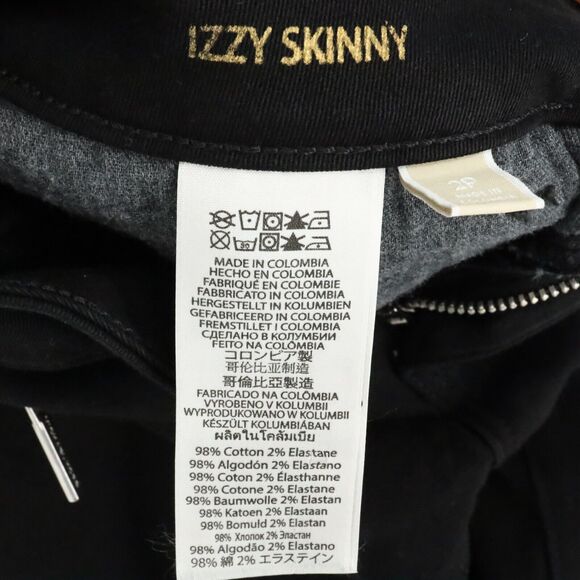 IZZY SKINNY
2P
MADE IN
COLOMBIA
30
MADE IN COLOMBIA
HECHO EN COLOMBIA
FABRIQUÉ EN COLOMBIE
FABBRICATO IN COLOMBIA
HERGESTELLT IN KOLUMBIEN
GEFABRICEERD IN COLOMBIA
FREMSTILLET I COLOMBIA
СДЕЛАНО В КОЛУМБИИ
FEITO NA COLÔMBIA
コロンビア製
哥伦比亚制造
哥倫比亞製造
FABRICADO NA COLÔMBIA
VYROBENO V KOLUMBII
WYPRODUKOWANO W KOLUMBII
KÉSZÜLT KOLUMBIÁBAN
ผลิตในโคลัมเบีย
98% Cotton 2% Elastane
98% Algodón 2% Elastano
98% Coton 2% Élasthanne
98% Cotone 2% Elastane
98% Baumwolle 2% Elastan
98% Katoen 2% Elastaan
98% Bomuld 2% Elastan
98% Хлопок 2% Эластан
98% Algodão 2% Elastano
98% 綿 2% エラステイン